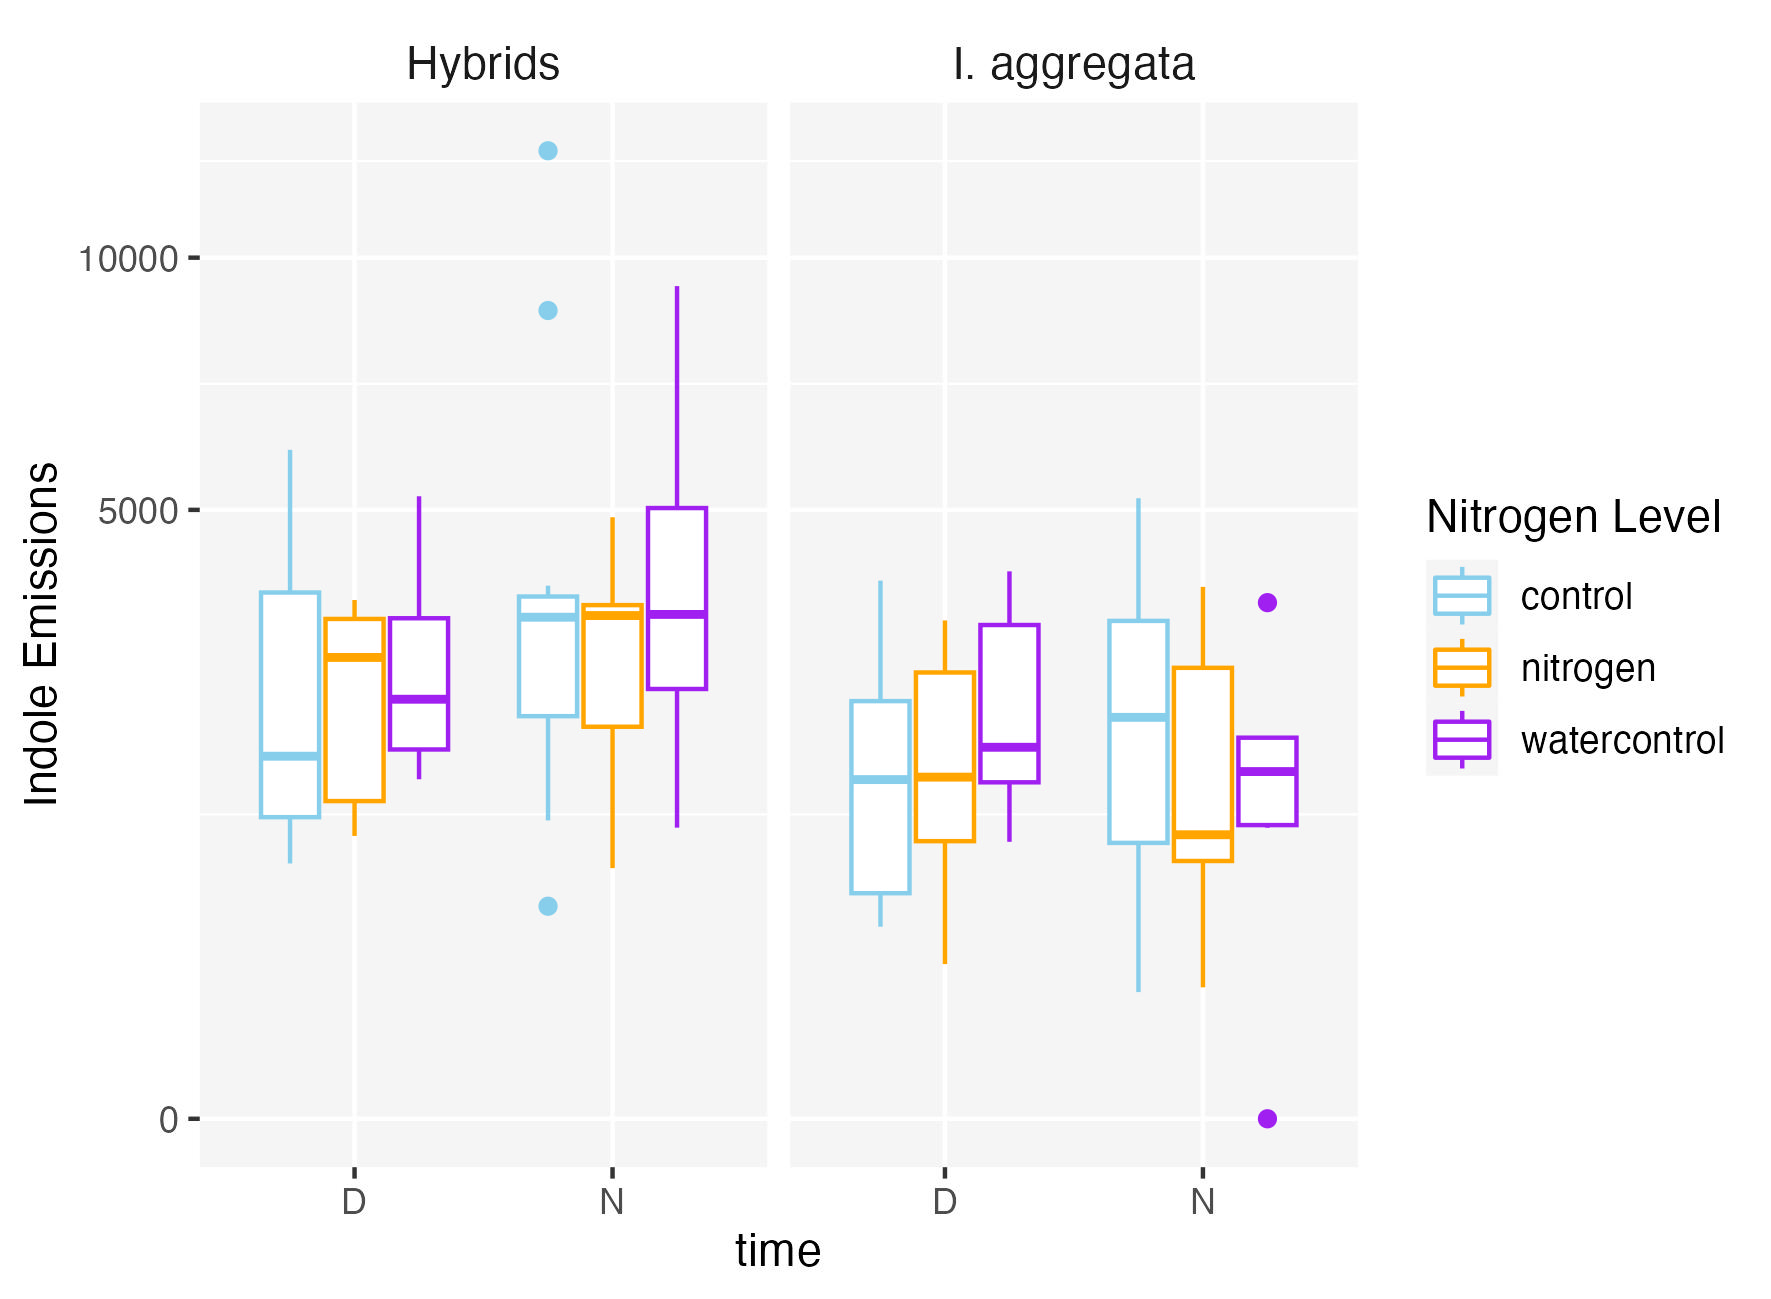 Hybrids
I. aggregata
10000
5000
0
Indole Emissions
D
N
D
N
time
Nitrogen Level
control
nitrogen
watercontrol